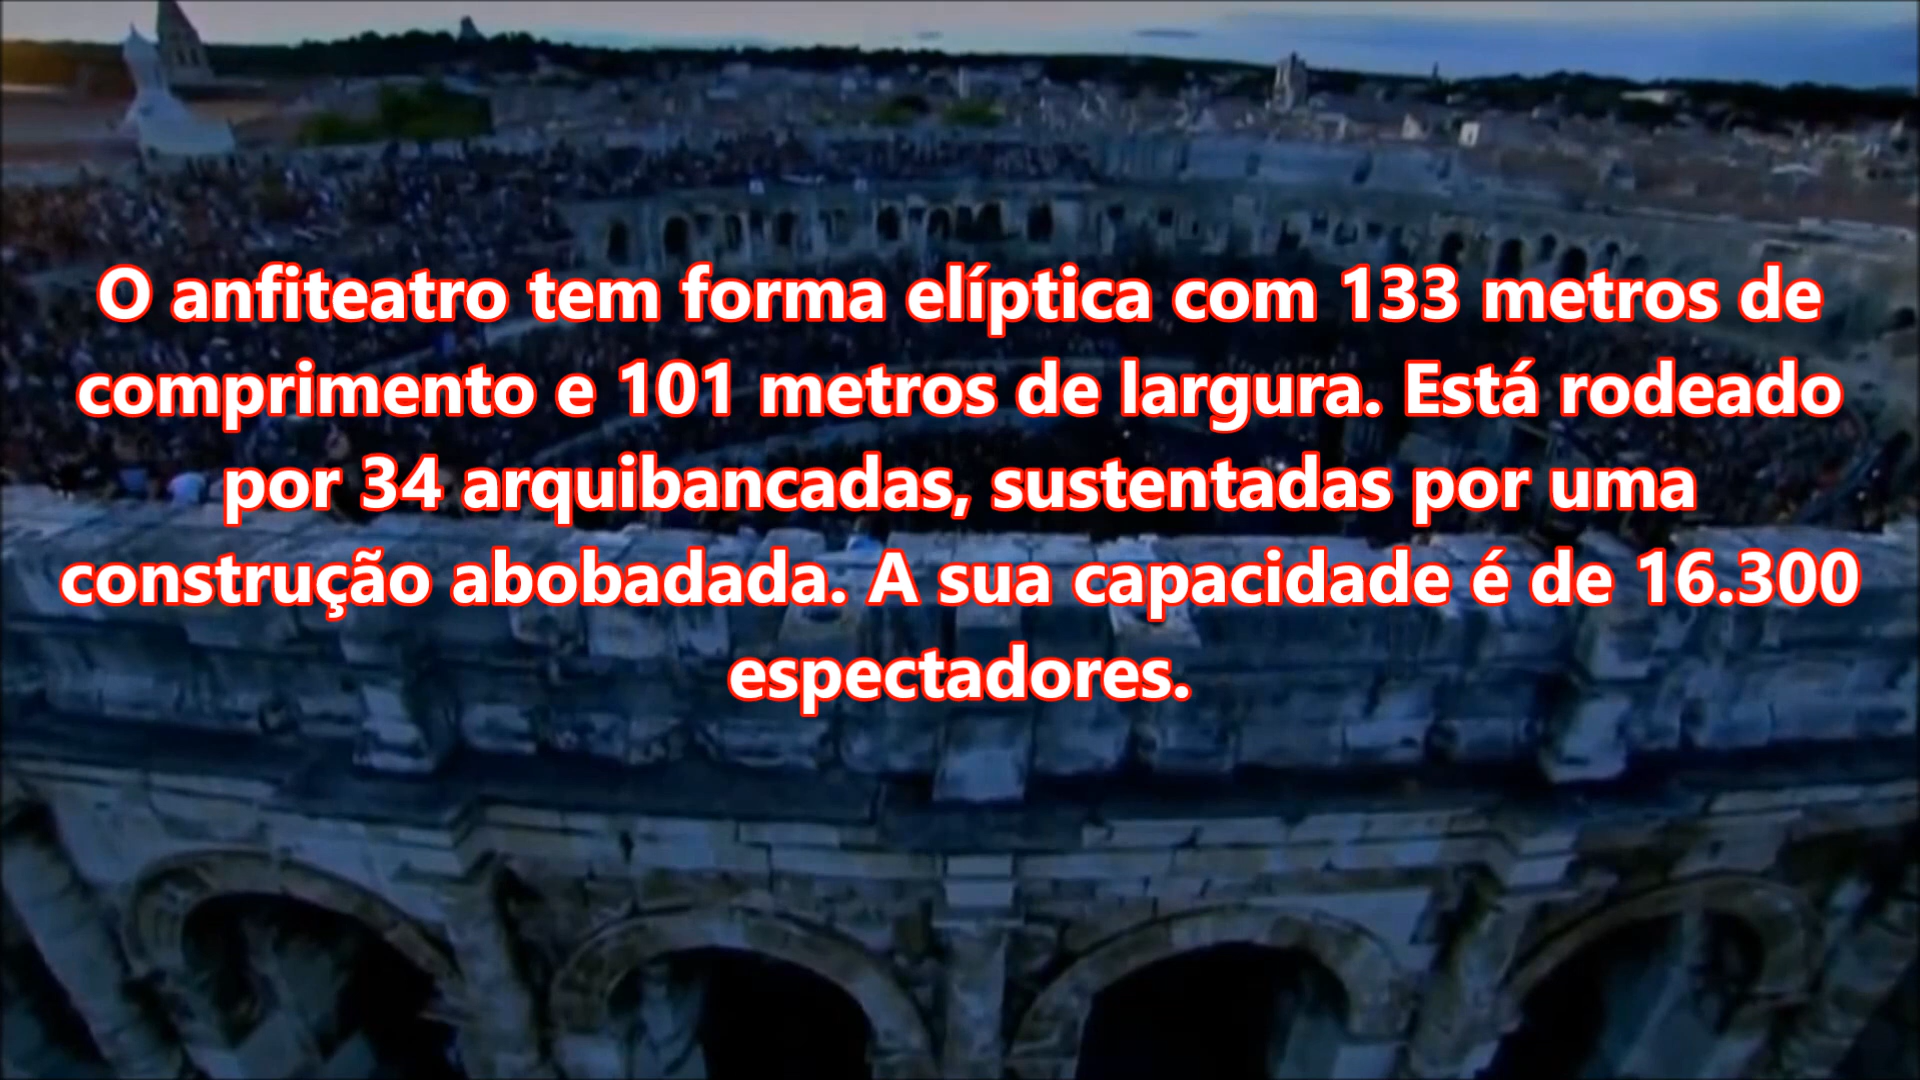 O anfiteatro tem forma elíptica com 133 metros de
comprimento e 101 metros de largura. Está rodeado
por 34 arquibancadas, sustentadas por uma
construção abobadada. A sua capacidade é de 16.300
espectadores.